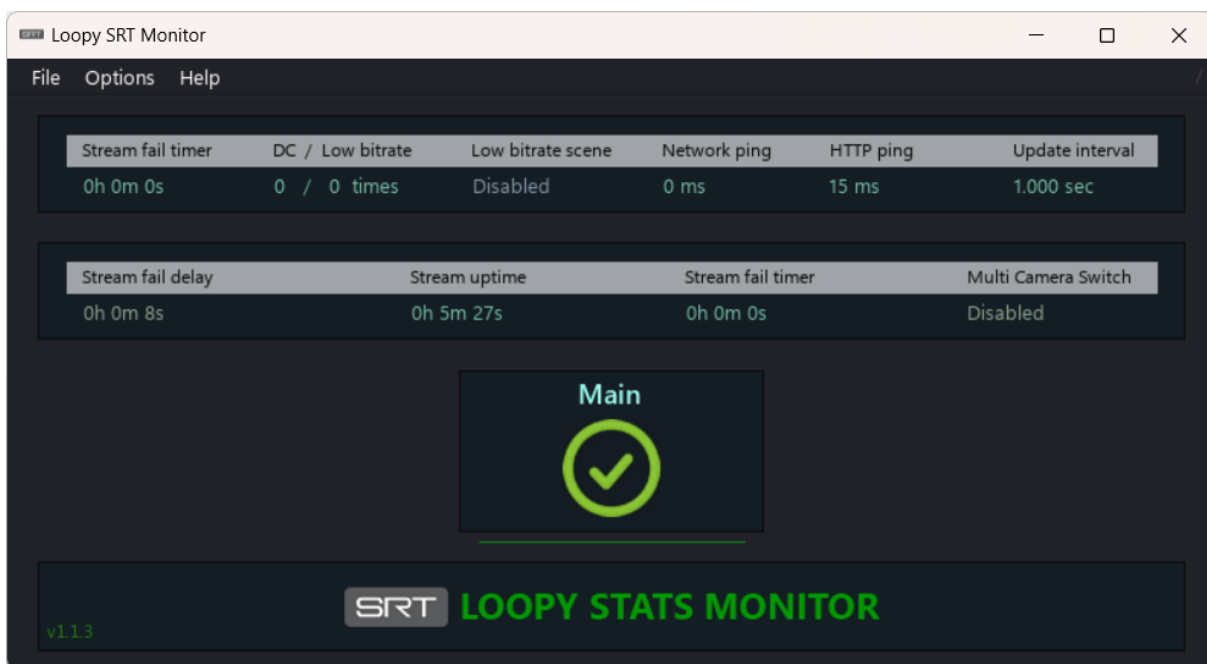 SRT Loopy SRT Monitor
File Options Help
Stream fail timer DC / Low bitrate Low bitrate scene Network ping HTTP ping Update interval
0h 0m 0s 0 / 0 times Disabled 0 ms 15 ms 1.000 sec
Stream fail delay Stream uptime Stream fail timer Multi Camera Switch
0h 0m 8s 0h 5m 27s 0h 0m 0s Disabled
Main
SRT LOOPY STATS MONITOR
v1.1.3